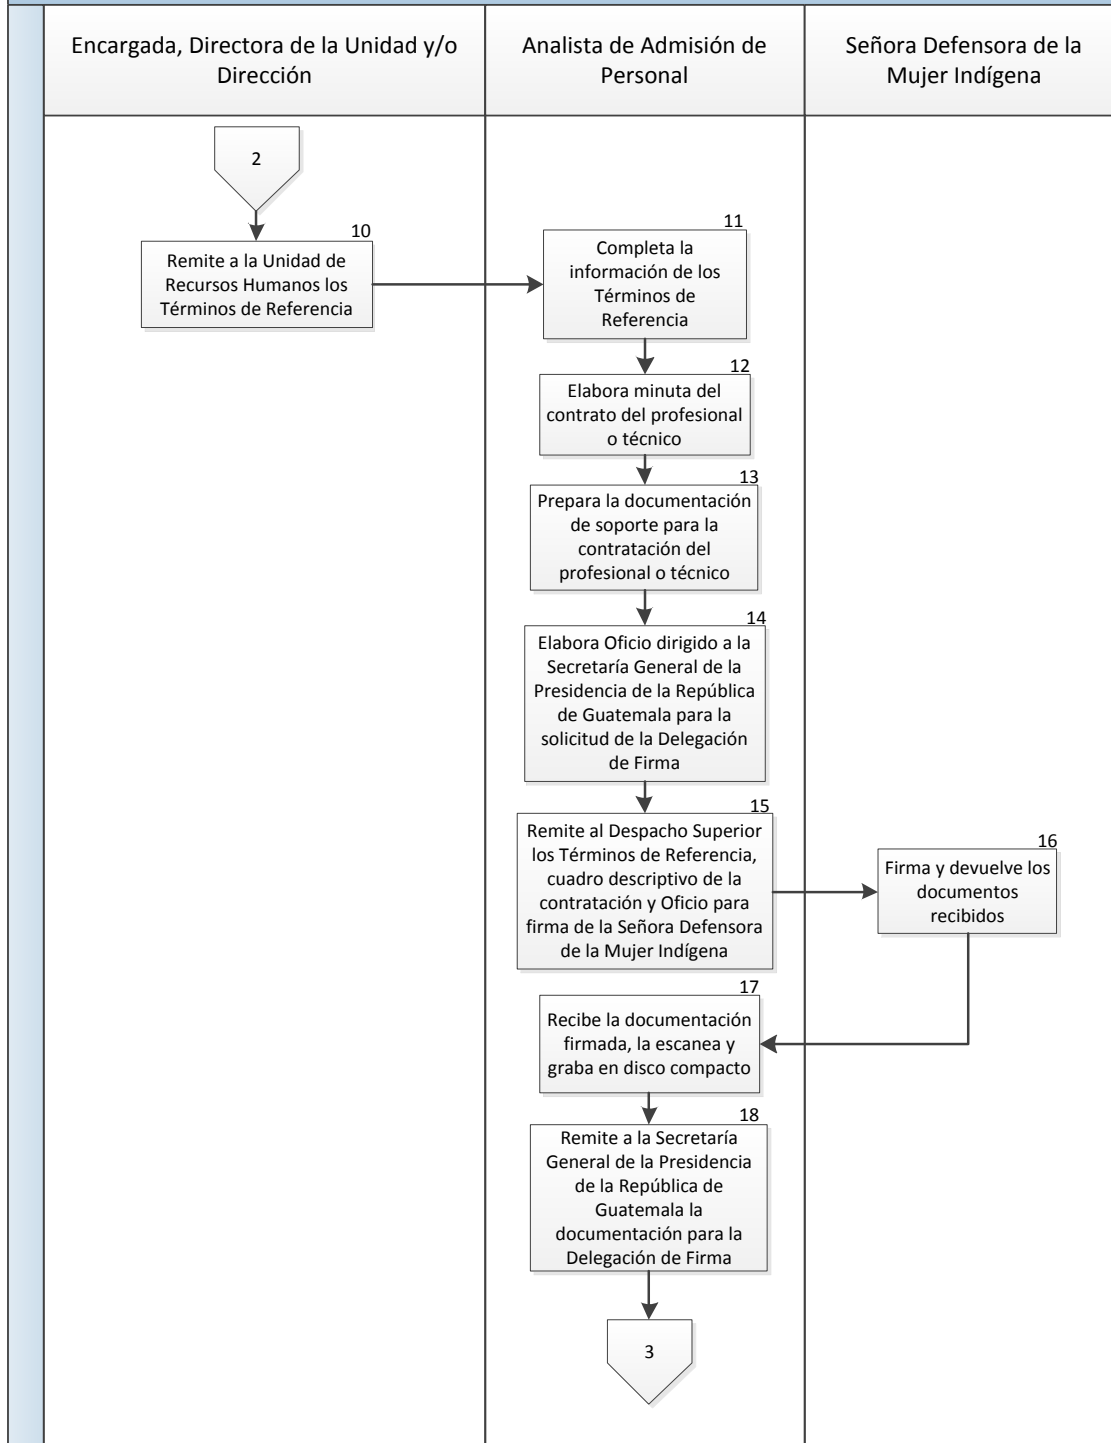 Encargada, Directora de la Unidad y/o
Dirección
Analista de Admisión de
Personal
Señora Defensora de la
Mujer Indígena
2
10
Remite a la Unidad de
Recursos Humanos los
Términos de Referencia
11
Completa la
información de los
Términos de
Referencia
12
Elabora minuta del
contrato del profesional
o técnico
13
Prepara la documentación
de soporte para la
contratación del
profesional o técnico
14
Elabora Oficio dirigido a la
Secretaría General de la
Presidencia de la República
de Guatemala para la
solicitud de la Delegación
de Firma
15
Remite al Despacho Superior
los Términos de Referencia,
cuadro descriptivo de la
contratación y Oficio para
firma de la Señora Defensora
de la Mujer Indígena
16
Firma y devuelve los
documentos
recibidos
17
Recibe la documentación
firmada, la escanea y
graba en disco compacto
18
Remite a la Secretaría
General de la Presidencia
de la República de
Guatemala la
documentación para la
Delegación de Firma
3